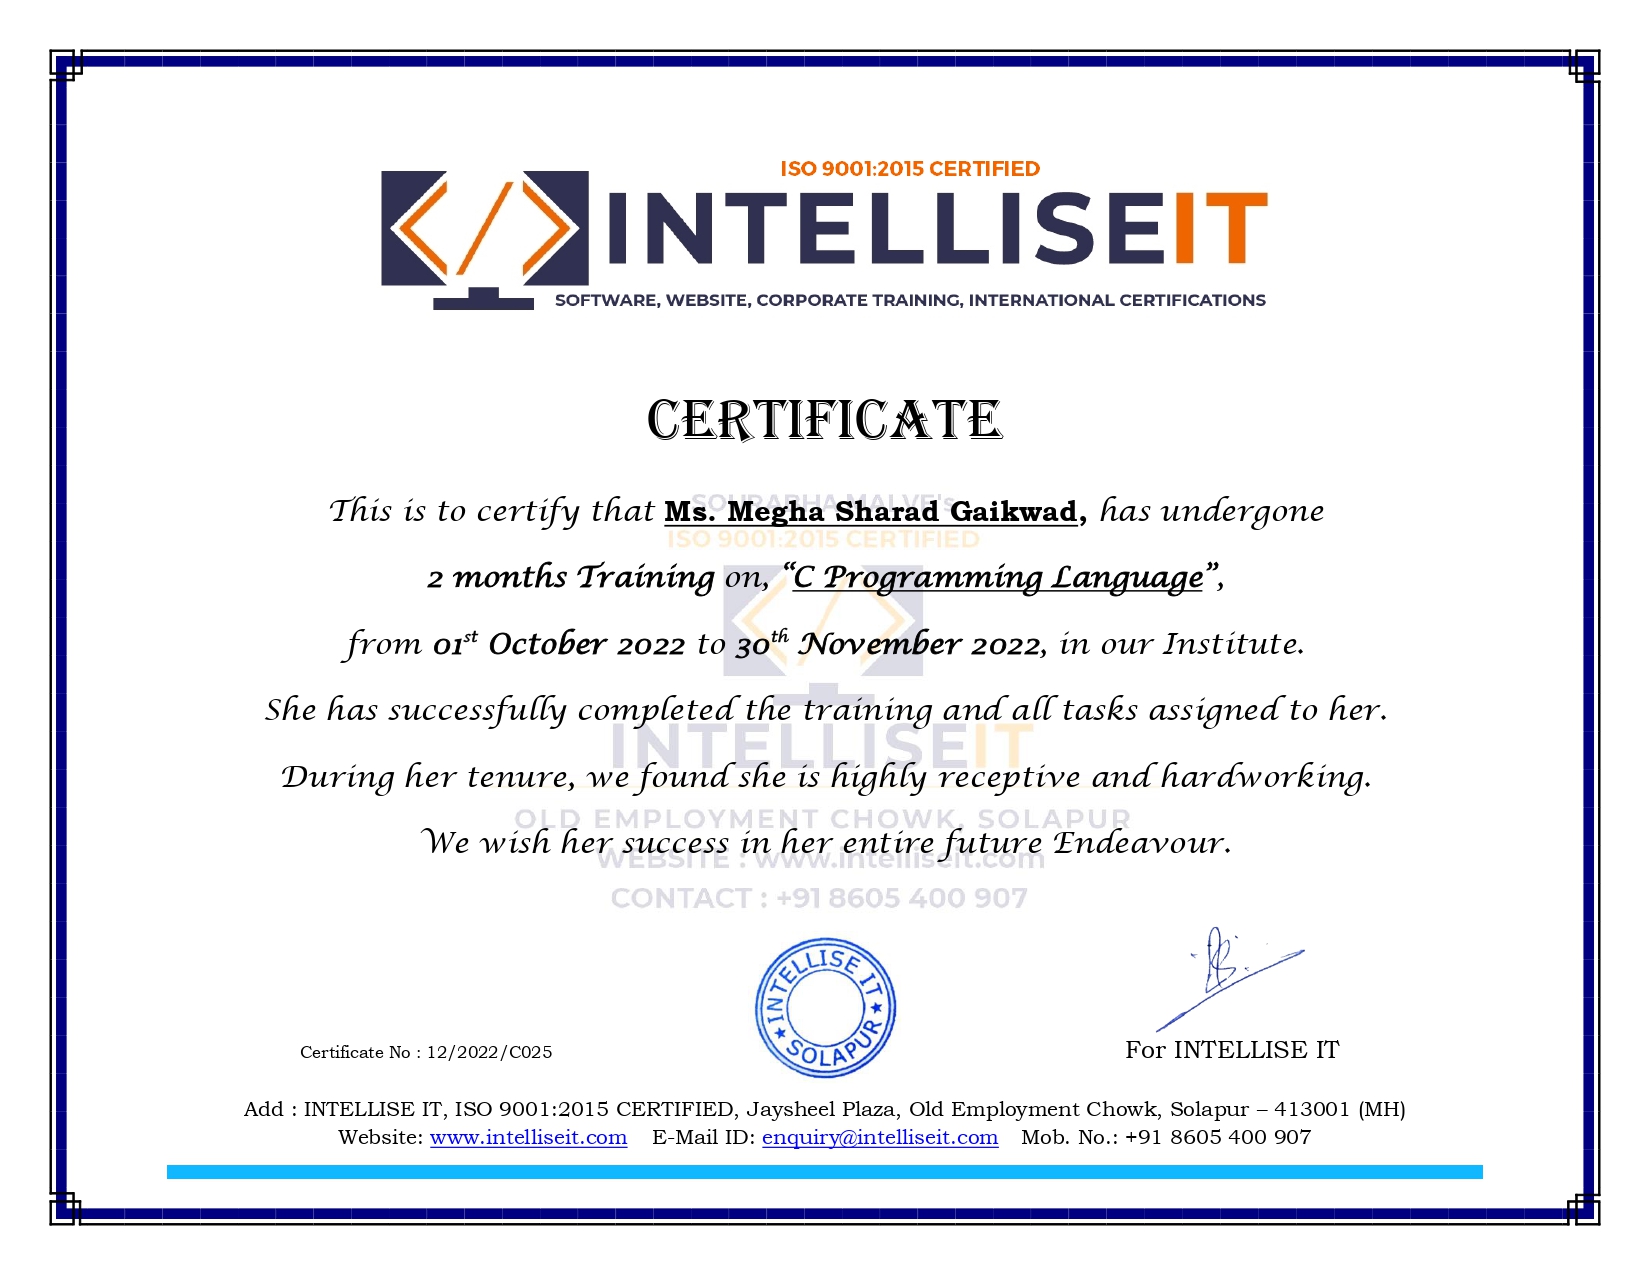 ISO 9001:2015 CERTIFIED
</> INTELLISEIT
SOFTWARE, WEBSITE, CORPORATE TRAINING, INTERNATIONAL CERTIFICATIONS
CERTIFICATE
This is to certify that Ms. Megha Sharad Gaikwad, has undergone
2 months Training on, “C Programming Language”,
from 01st October 2022 to 30th November 2022, in our Institute.
She has successfully completed the training and all tasks assigned to her.
During her tenure, we found she is highly receptive and hardworking.
We wish her success in her entire future Endeavour.
SOURABHA MALVE's
ISO 9001:2015 CERTIFIED
INTELLISEIT
OLD EMPLOYMENT CHOWK, SOLAPUR
WEBSITE : www.intelliseit.com
CONTACT : +91 8605 400 907
INTELLISE IT
SOLAPUR
Certificate No : 12/2022/C025
For INTELLISE IT
Add : INTELLISE IT, ISO 9001:2015 CERTIFIED, Jaysheel Plaza, Old Employment Chowk, Solapur – 413001 (MH)
Website: www.intelliseit.com E-Mail ID: enquiry@intelliseit.com Mob. No.: +91 8605 400 907